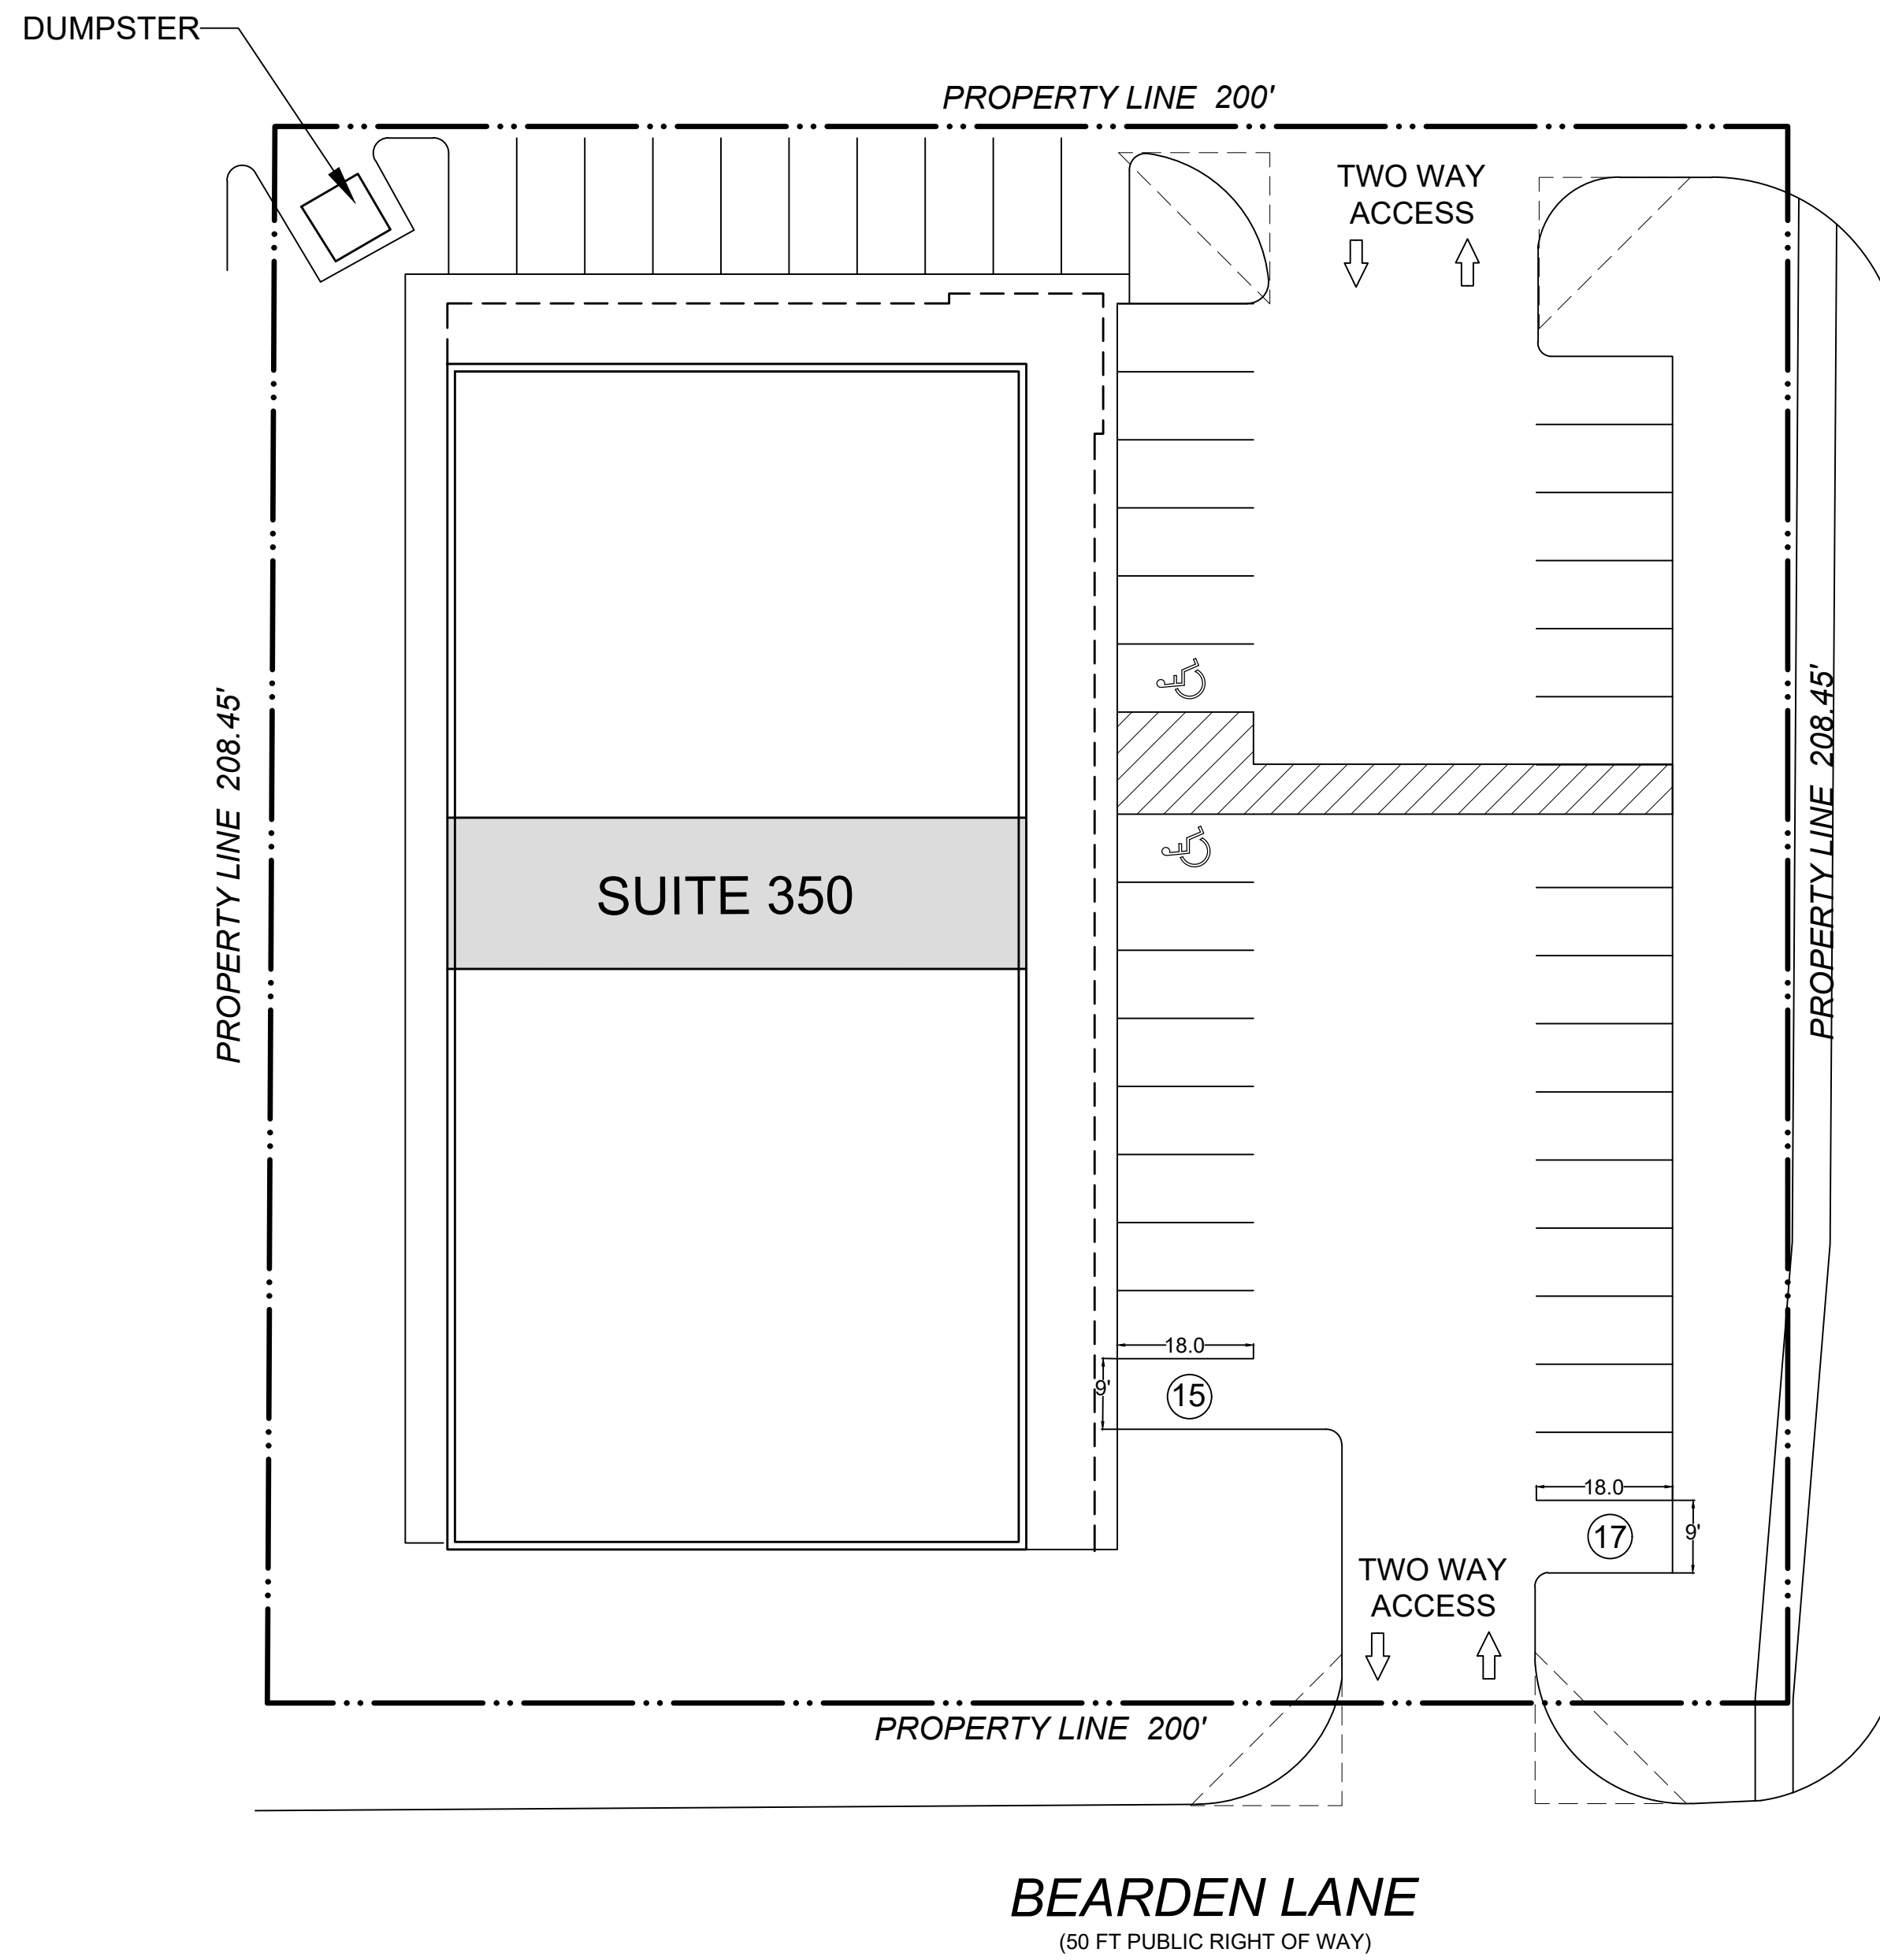 DUMPSTER
PROPERTY LINE 200'
TWO WAY
ACCESS
PROPERTY LINE 208.45'
PROPERTY LINE 208.45'
SUITE 350
18.0
9'
15
18.0
17
9'
TWO WAY
ACCESS
PROPERTY LINE 200'
BEARDEN LANE
(50 FT PUBLIC RIGHT OF WAY)